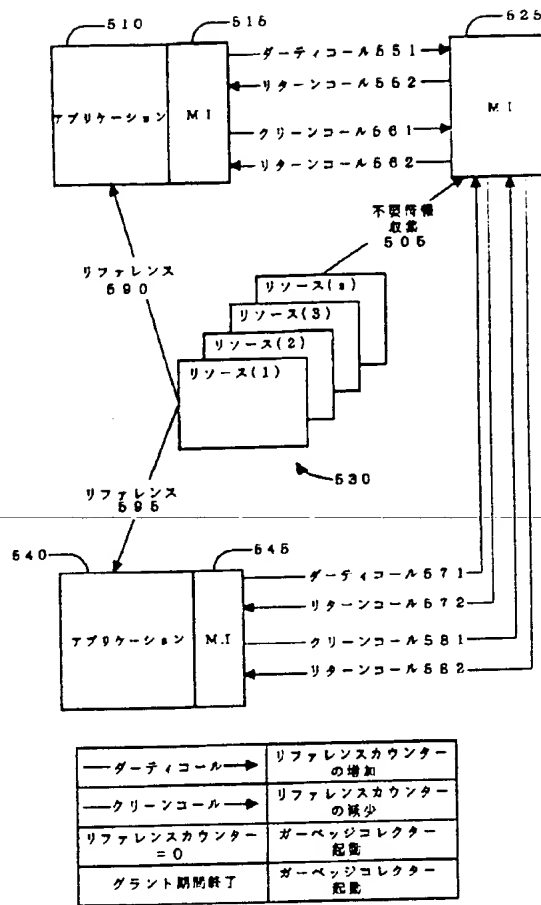 510
515
525
アプリケーション
MI
MI
ダーティコール551
リターンコール552
クリーンコール561
リターンコール562
不要情報
収集
505
リファレンス
590
リソース(s)
リソース(3)
リソース(2)
リソース(1)
530
リファレンス
595
540
545
アプリケーション
M.I
ダーティコール571
リターンコール572
クリーンコール581
リターンコール582
ダーティコール
リファレンスカウンター
の増加
クリーンコール
リファレンスカウンター
の減少
リファレンスカウンター
=0
ガーベッジコレクター
起動
グラント期間終了
ガーベッジコレクター
起動